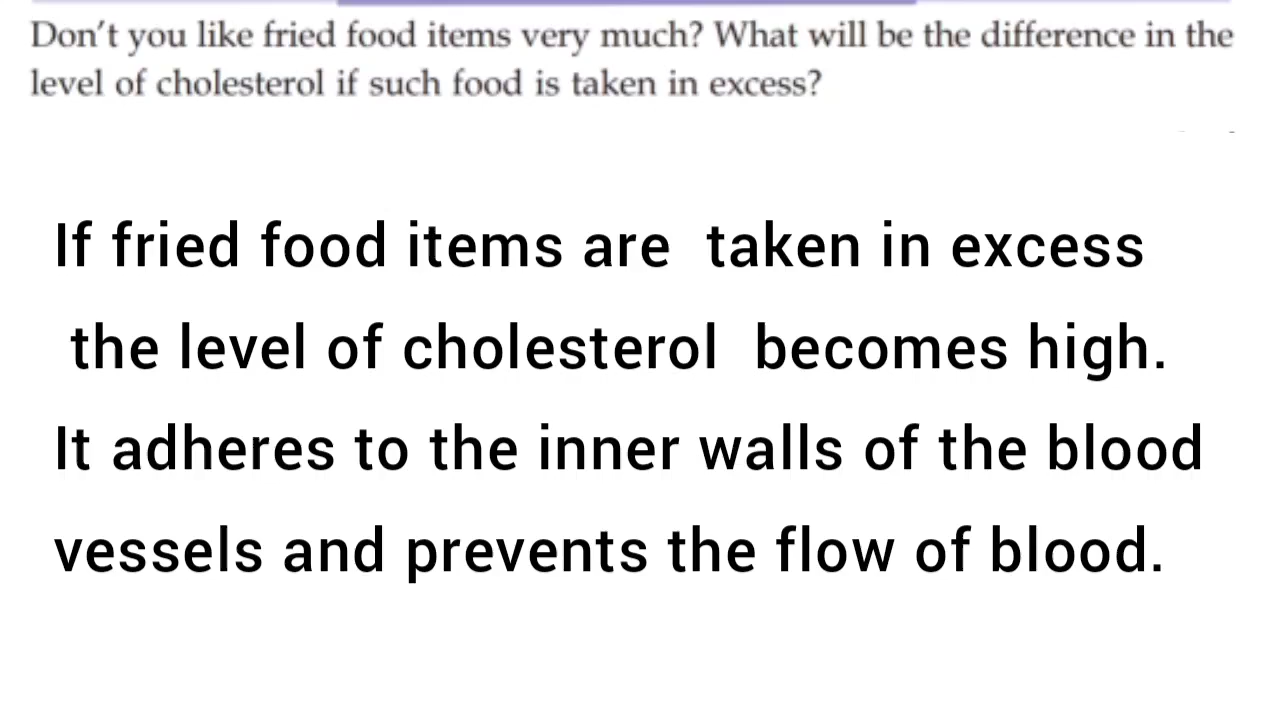 Don't you like fried food items very much? What will be the difference in the
level of cholesterol if such food is taken in excess?
If fried food items are taken in excess
the level of cholesterol becomes high.
It adheres to the inner walls of the blood
vessels and prevents the flow of blood.